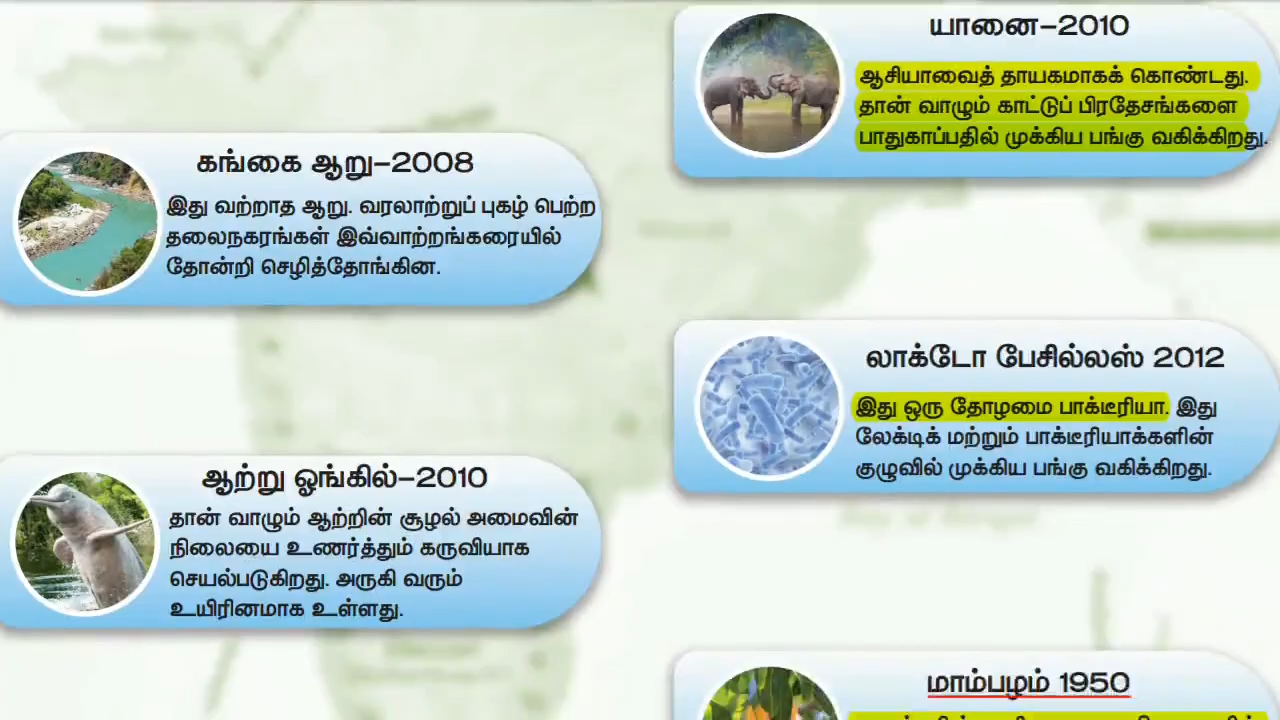 யானை–2010
ஆசியாவைத் தாயகமாகக் கொண்டது.
தான் வாழும் காட்டுப் பிரதேசங்களை
பாதுகாப்பதில் முக்கிய பங்கு வகிக்கிறது.
கங்கை ஆறு–2008
இது வற்றாத ஆறு. வரலாற்றுப் புகழ் பெற்ற
தலைநகரங்கள் இவ்வாற்றங்கரையில்
தோன்றி செழித்தோங்கின.
லாக்டோ பேசில்லஸ் 2012
இது ஒரு தோழமை பாக்டீரியா. இது
லேக்டிக் மற்றும் பாக்டீரியாக்களின்
குழுவில் முக்கிய பங்கு வகிக்கிறது.
ஆற்று ஓங்கில்–2010
தான் வாழும் ஆற்றின் சூழல் அமைவின்
நிலையை உணர்த்தும் கருவியாக
செயல்படுகிறது. அருகி வரும்
உயிரினமாக உள்ளது.
மாம்பழம் 1950